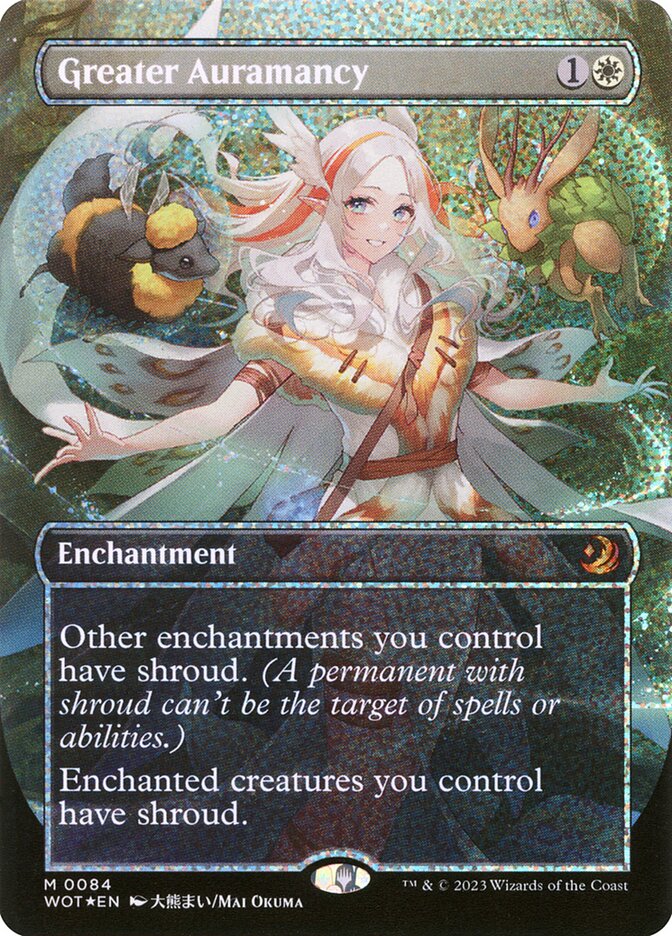 Greater Auramancy 1
Enchantment
Other enchantments you control
have shroud. (A permanent with
shroud can't be the target of spells or
abilities.)
Enchanted creatures you control
have shroud.
M 0084
WOT★EN 大熊まい/Mai Okuma
™ & © 2023 Wizards of the Coast